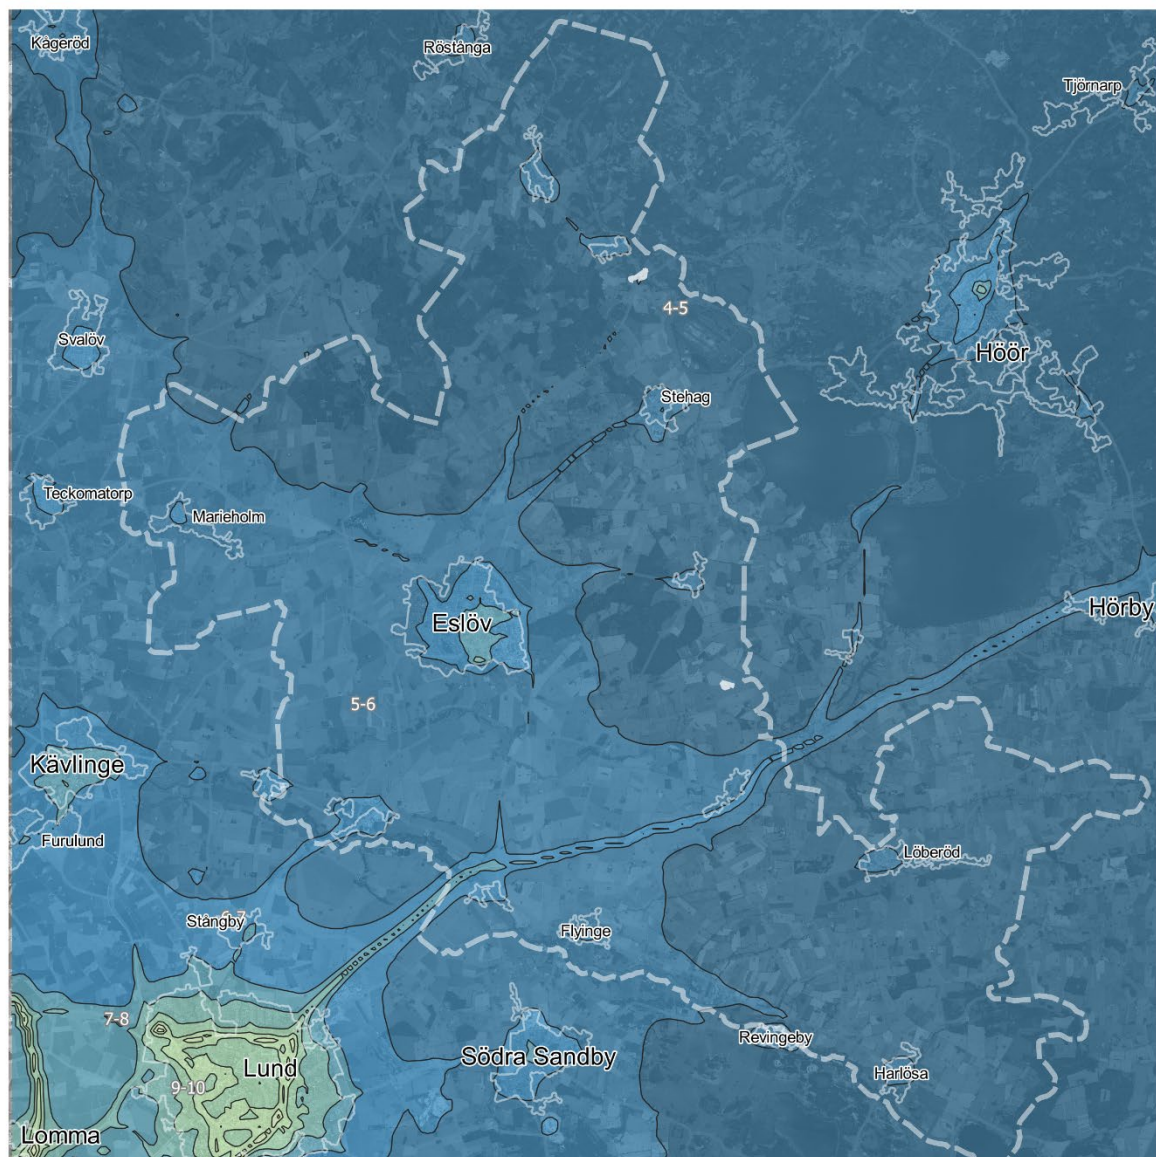 Kågeröd
Röstånga
Tjörnarp
4-5
Svalöv
Höör
Stehag
Teckomatorp
Marieholm
Hörby
Eslöv
5-6
Kävlinge
Furulund
Löberöd
Stångby
Flyinge
7-8
Revingeby
Södra Sandby
Lund
Harlösa
9-10
Lomma